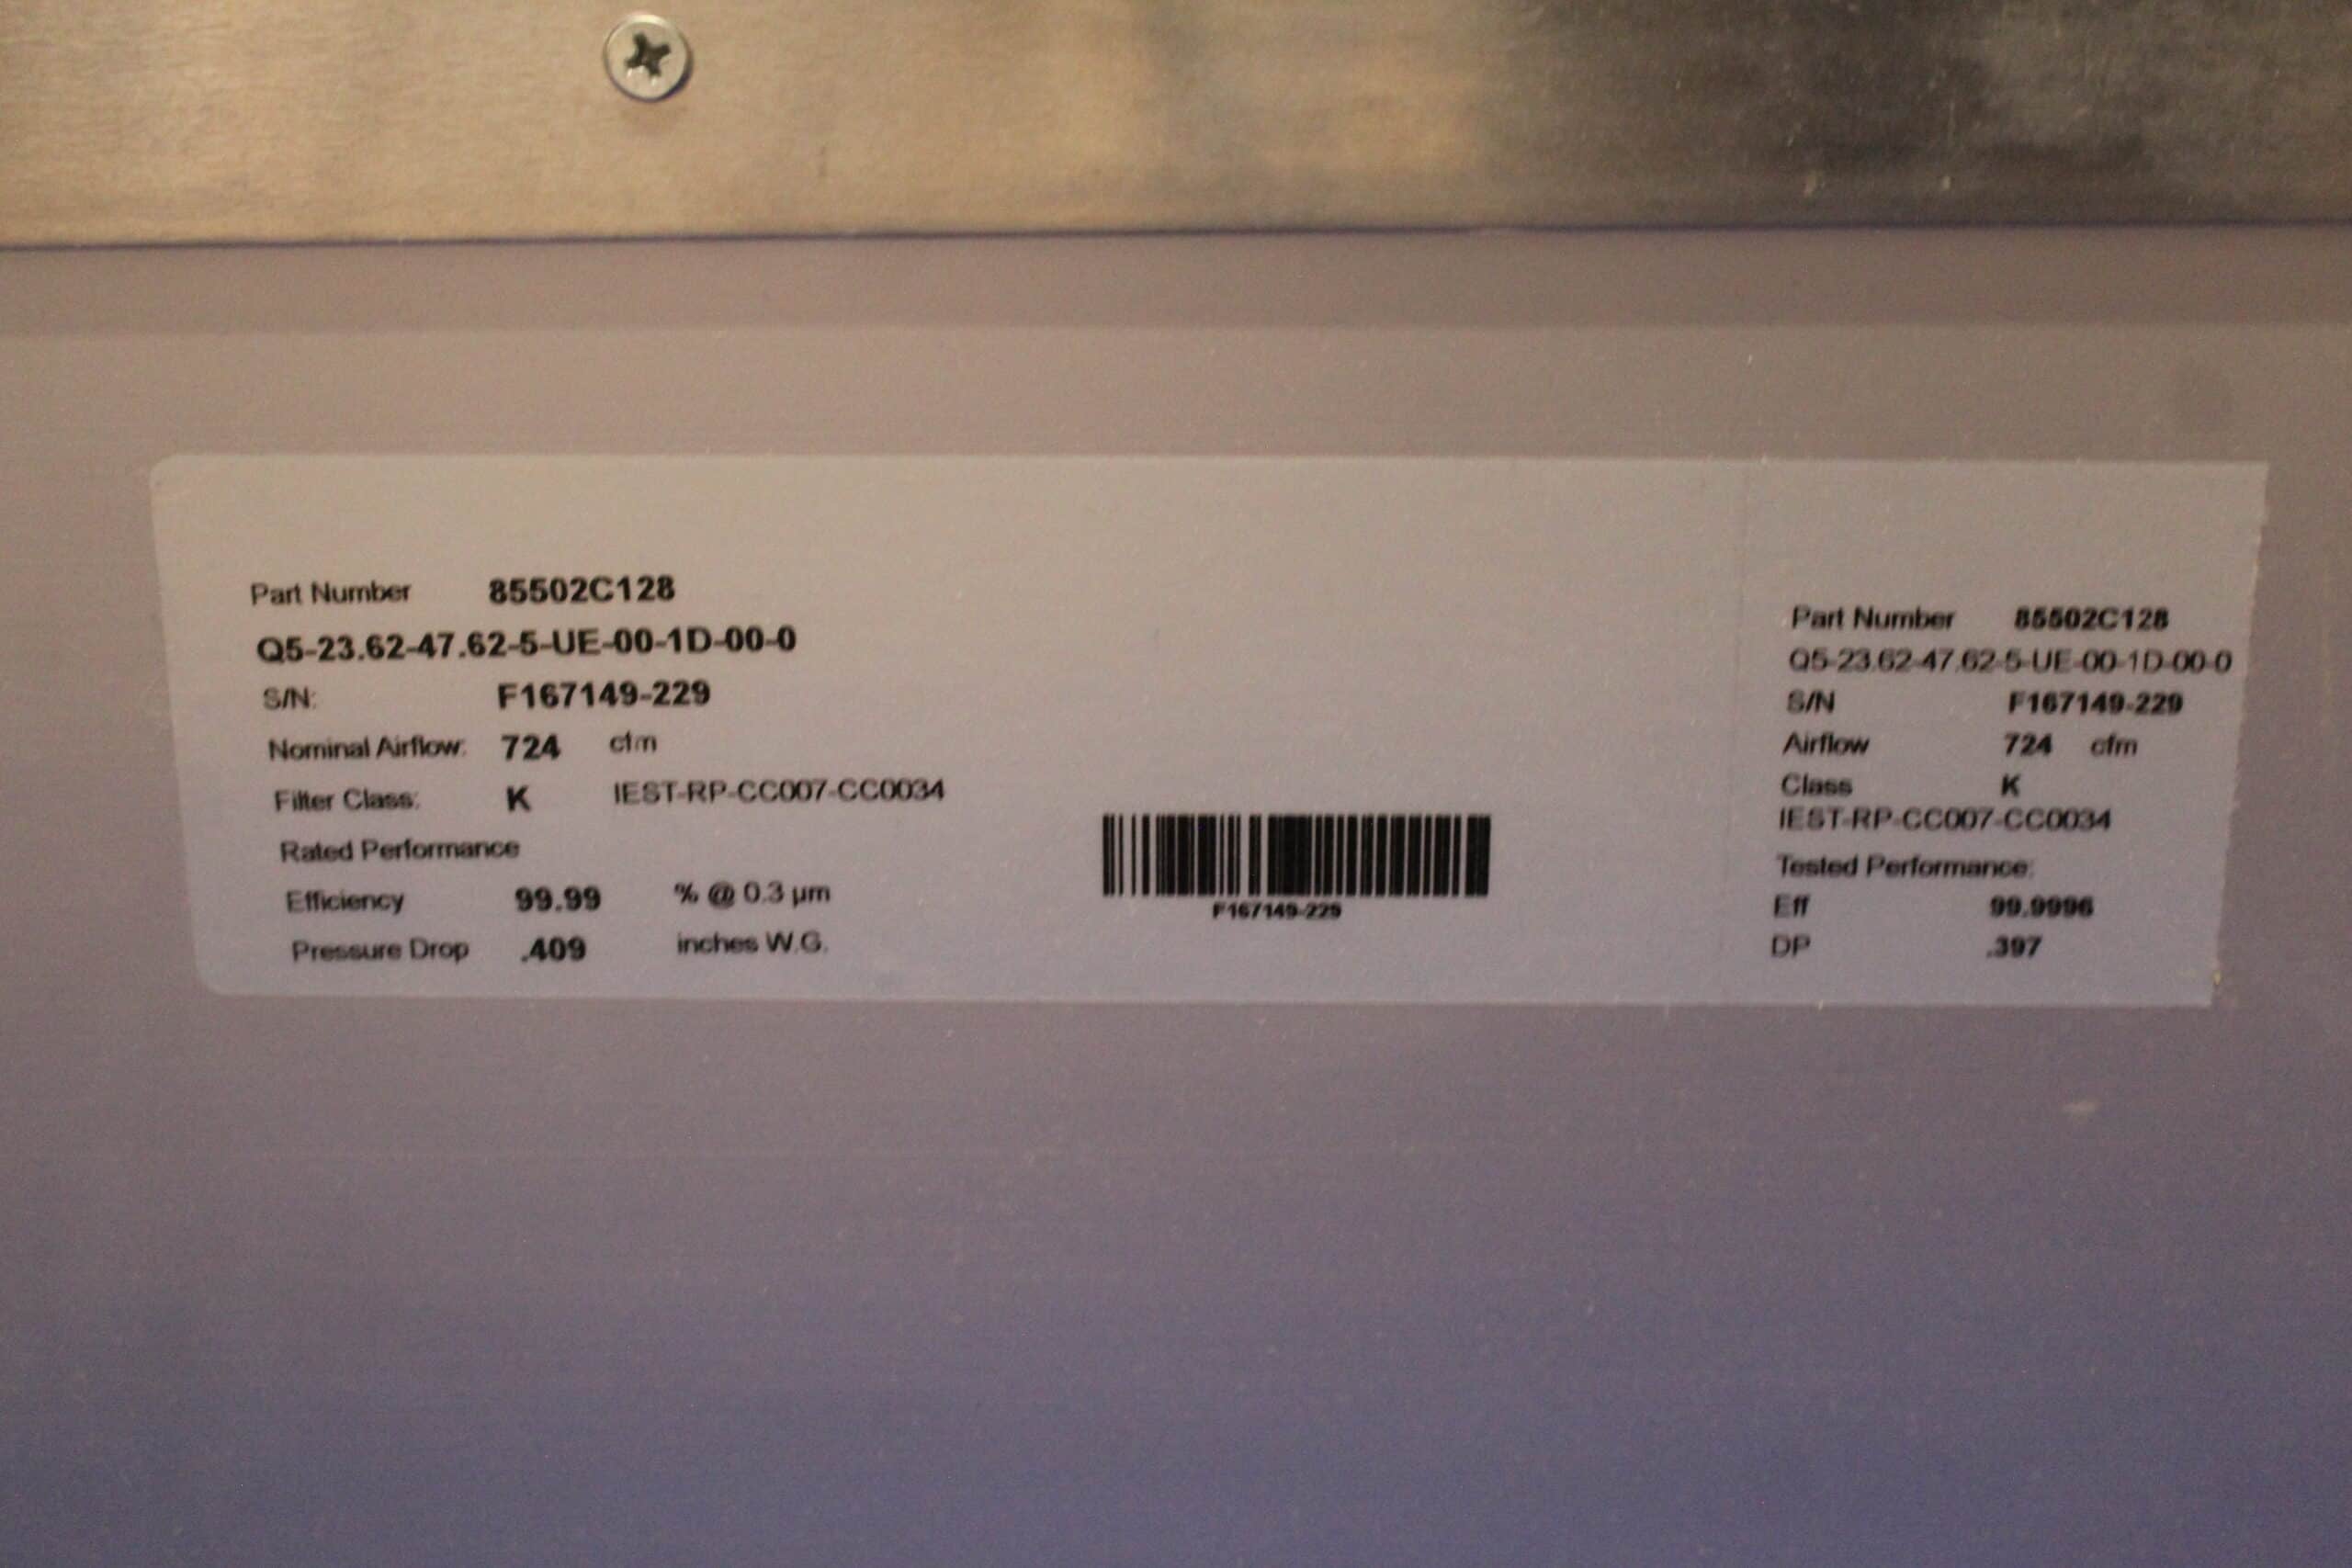 Part Number 85502C128
Q5-23.62-47.62-5-UE-00-1D-00-0
S/N: F167149-229
Nominal Airflow: 724 cfm
Filter Class: K IEST-RP-CC007-CC0034
Rated Performance
Efficiency 99.99 % @ 0.3 µm
Pressure Drop .409 inches W.G.
F167149-229
Part Number 85502C128
Q5-23.62-47.62-5-UE-00-1D-00-0
S/N F167149-229
Airflow 724 cfm
Class K
IEST-RP-CC007-CC0034
Tested Performance:
Eff 99.9996
DP .397